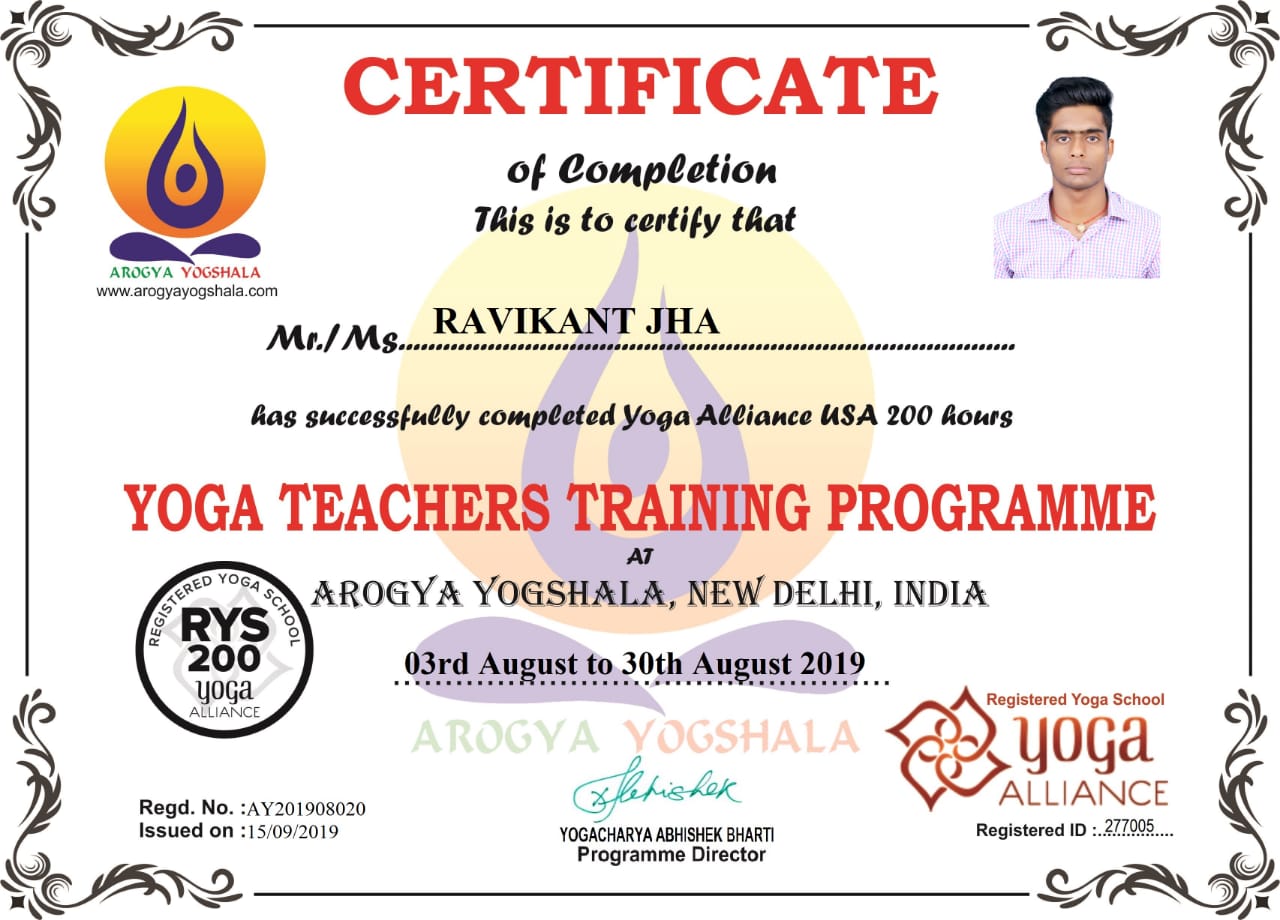 CERTIFICATE
of Completion
This is to certify that
AROGYA YOGSHALA
www.arogyayogshala.com
Mr./Ms. RAVIKANT JHA
has successfully completed Yoga Alliance USA 200 hours
YOGA TEACHERS TRAINING PROGRAMME
AT
AROGYA YOGSHALA, NEW DELHI, INDIA
REGISTERED YOGA SCHOOL
RYS
200
yoga
ALLIANCE
03rd August to 30th August 2019
AROGYA YOGSHALA
Registered Yoga School
yoga
ALLIANCE
Registered ID : 277005
Abhishek
YOGACHARYA ABHISHEK BHARTI
Programme Director
Regd. No. :AY201908020
Issued on :15/09/2019